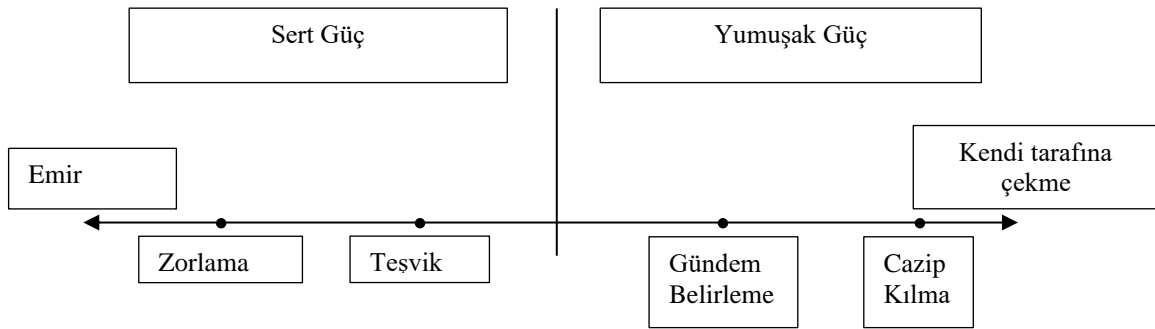 Sert Güç
Yumuşak Güç
Emir
Kendi tarafına
çekme
Zorlama
Teşvik
Gündem
Belirleme
Cazip
Kılma